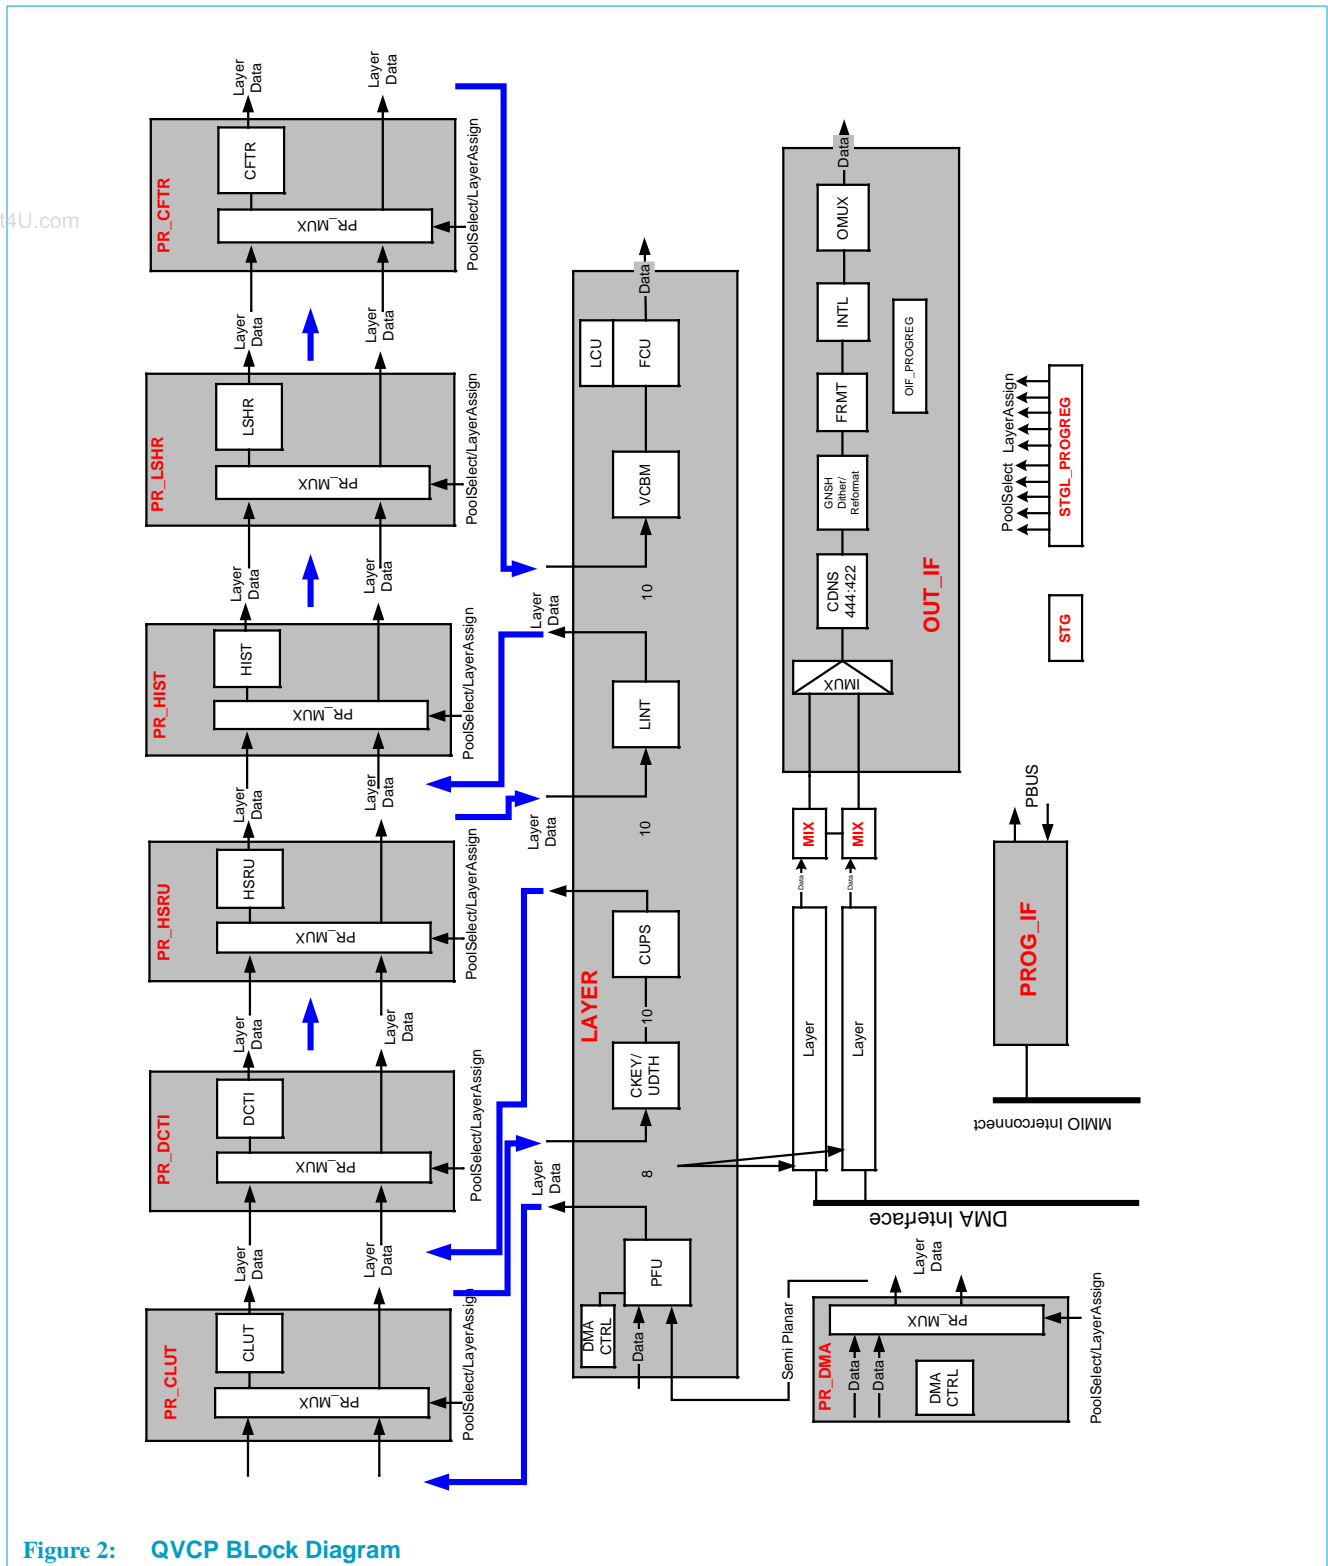 t4U.com
Layer
Data
Layer
Data
CFTR
PR_MUX
PR_CFTR
PoolSelect/LayerAssign
Layer
Data
Layer
Data
LSHR
PR_MUX
PR_LSHR
PoolSelect/LayerAssign
Layer
Data
Layer
Data
HIST
PR_MUX
PR_HIST
PoolSelect/LayerAssign
Layer
Data
Layer
Data
HSRU
PR_MUX
PR_HSRU
PoolSelect/LayerAssign
Layer
Data
Layer
Data
DCTI
PR_MUX
PR_DCTI
PoolSelect/LayerAssign
Layer
Data
Layer
Data
CLUT
PR_MUX
PR_CLUT
PoolSelect/LayerAssign
LAYER
Data
LCU
FCU
VCBM
10
Layer
Data
LINT
10
Layer
Data
CUPS
10
CKEY/
UDTH
8
Layer
Data
PFU
DMA
CTRL
Data
Semi Planar
OUT_IF
Data
OMUX
INTL
OIF_PROGREG
FRMT
GNSH
Dither/
Reformat
CDNS
444:422
IMUX
MIX
MIX
Data
Data
Layer
Layer
DMA Interface
PoolSelect
LayerAssign
STGL_PROGREG
STG
PBUS
PROG_IF
MMIO Interconnect
Layer
Data
PR_MUX
PR_DMA
Data
Data
DMA
CTRL
PoolSelect/LayerAssign
Figure 2: QVCP BLock Diagram